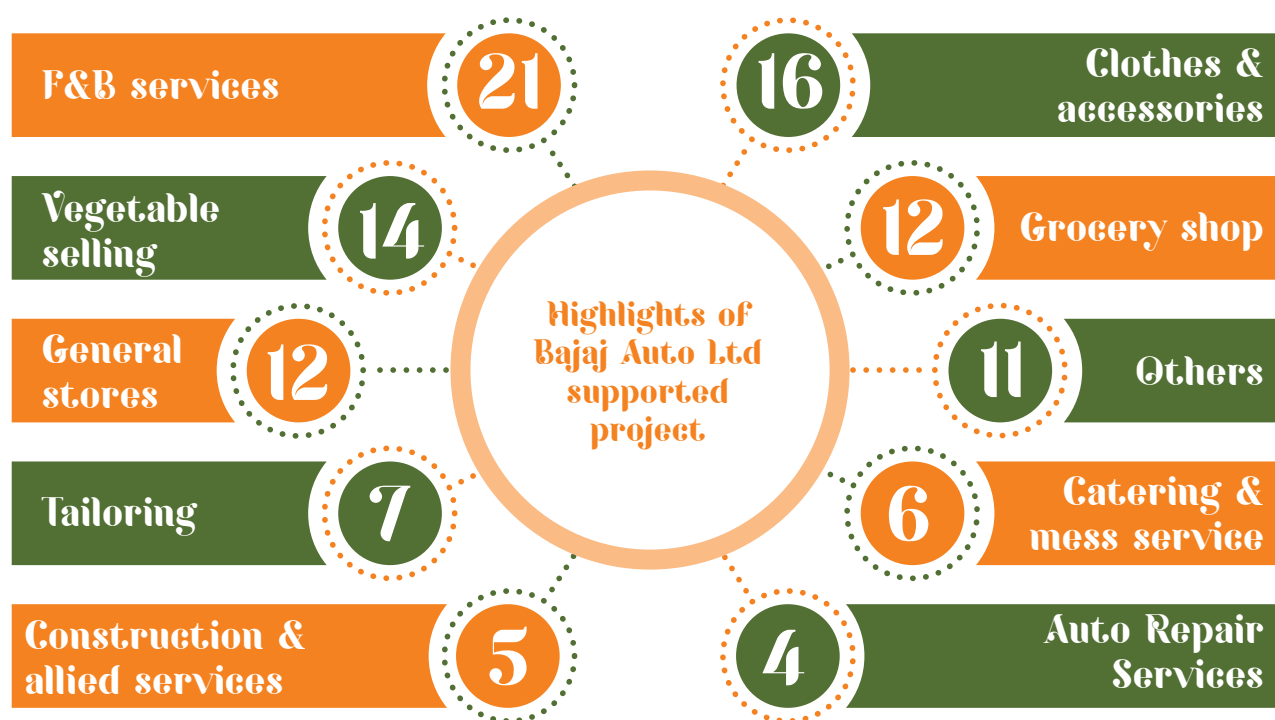 F&B services
21
Vegetable
selling
14
General
stores
12
Tailoring
7
Construction &
allied services
5
Highlights of
Bajaj Auto Ltd
supported
project
16
Clothes &
accessories
12
Grocery shop
11
Others
6
Catering &
mess service
4
Auto Repair
Services